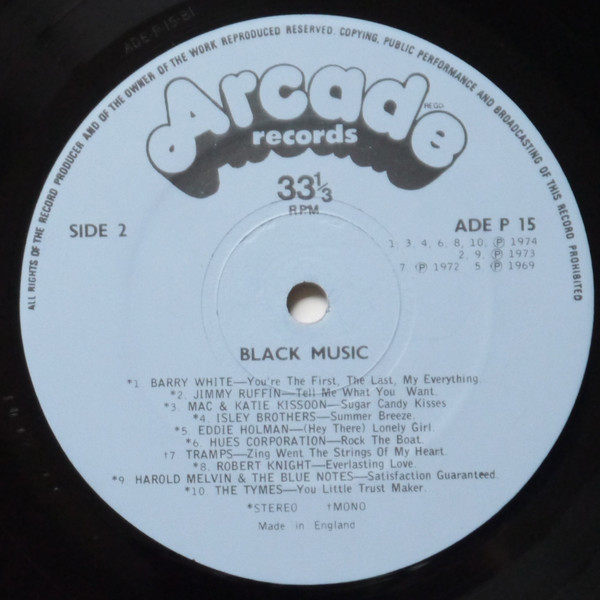 ADE·P·15·B1
ALL RIGHTS OF THE RECORD PRODUCER AND OF THE OWNER OF THE WORK REPRODUCED RESERVED. COPYING, PUBLIC PERFORMANCE AND BROADCASTING OF THIS RECORD PROHIBITED
Arcade
REGD.
records
33⅓
R.P.M
SIDE 2
ADE P 15
1 3 4, 6, 8, 10, Ⓟ 1974
2. 9, Ⓟ 1973
7. Ⓟ 1972 5 Ⓟ 1969
BLACK MUSIC
*1 BARRY WHITE—You're The First, The Last, My Everything.
*2. JIMMY RUFFIN—Tell Me What You Want.
*3. MAC & KATIE KISSOON—Sugar Candy Kisses
*4 ISLEY BROTHERS—Summer Breeze.
*5. EDDIE HOLMAN—(Hey There) Lonely Girl
*6. HUES CORPORATION—Rock The Boat.
†7 TRAMPS—Zing Went The Strings Of My Heart.
*8. ROBERT KNIGHT—Everlasting Love.
*9. HAROLD MELVIN & THE BLUE NOTES—Satisfaction Guaranteed.
*10. THE TYMES—You Little Trust Maker.
*STEREO †MONO
Made in England